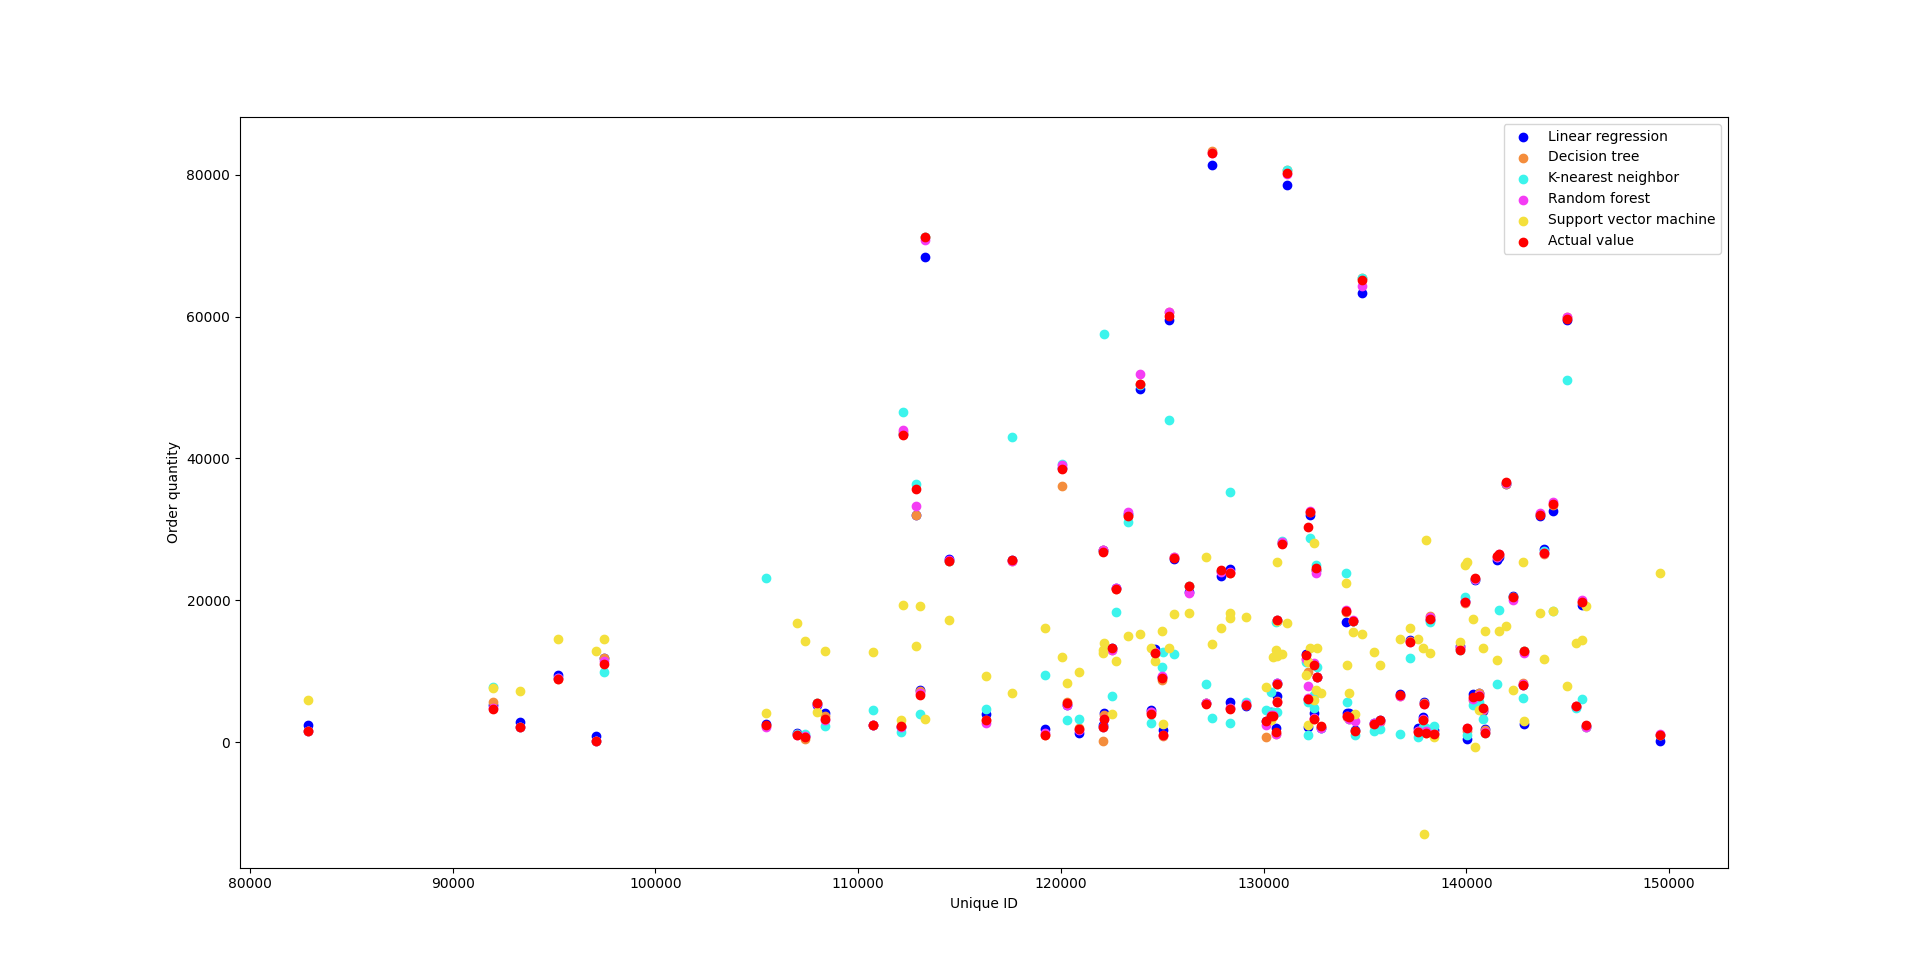 Linear regression
Decision tree
K-nearest neighbor
Random forest
Support vector machine
Actual value
80000
60000
40000
20000
0
Order quantity
80000
90000
100000
110000
120000
130000
140000
150000
Unique ID